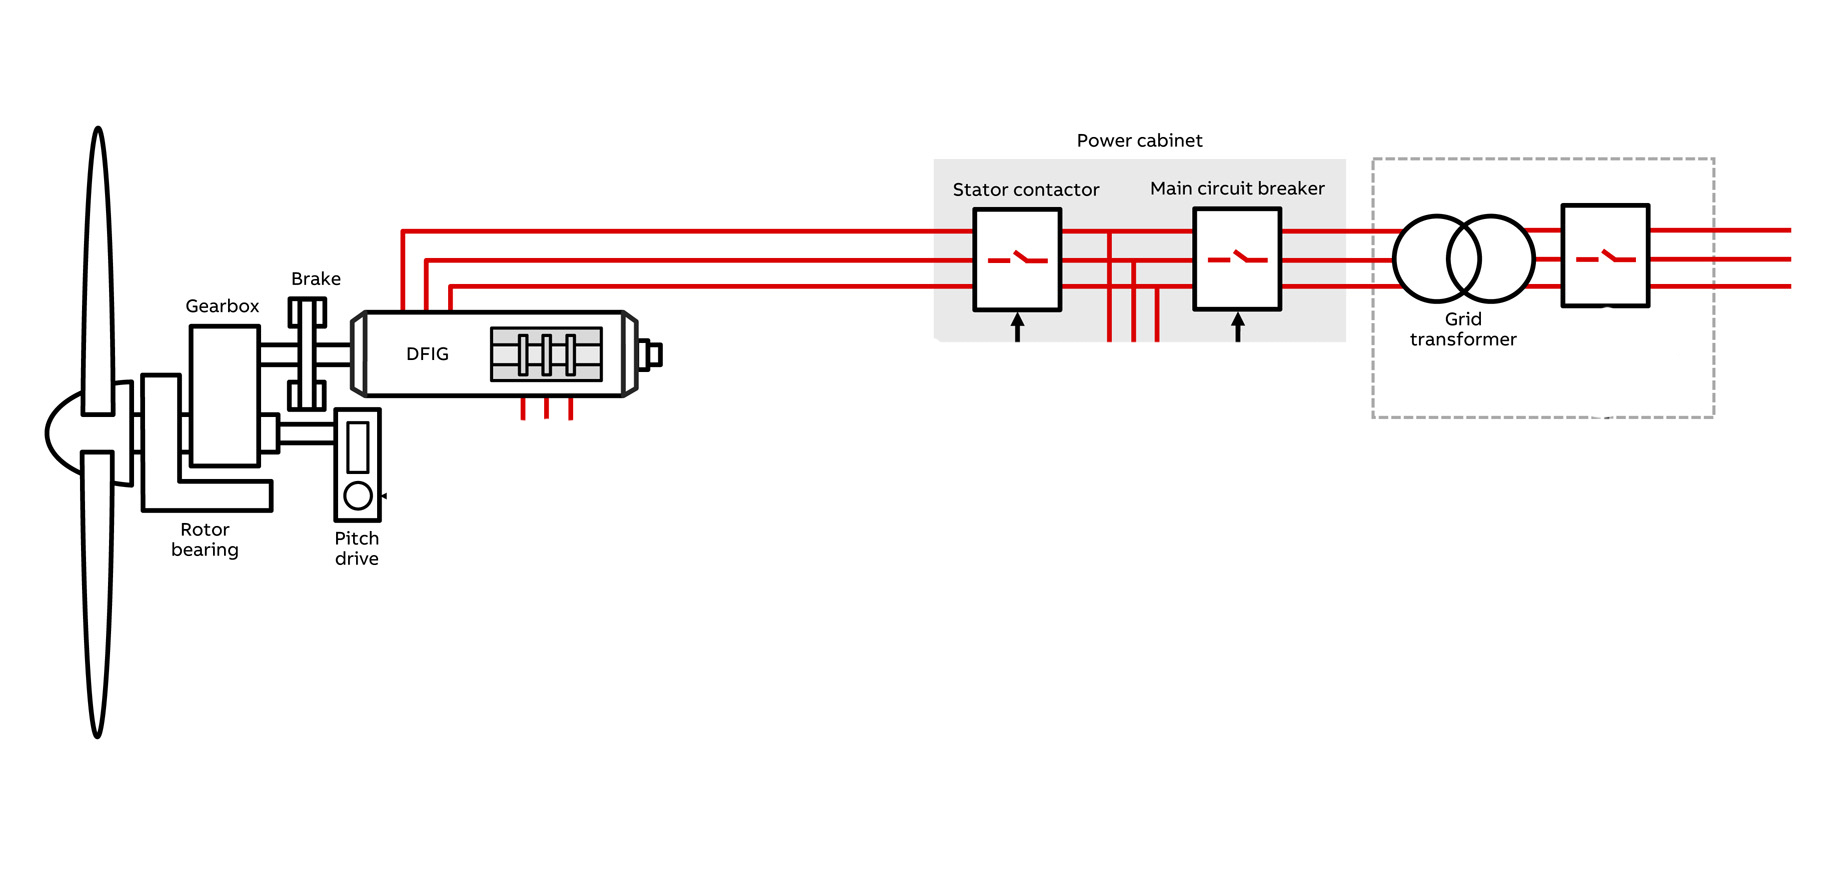 Power cabinet
Stator contactor
Main circuit breaker
Brake
Gearbox
DFIG
Grid
transformer
Rotor
bearing
Pitch
drive